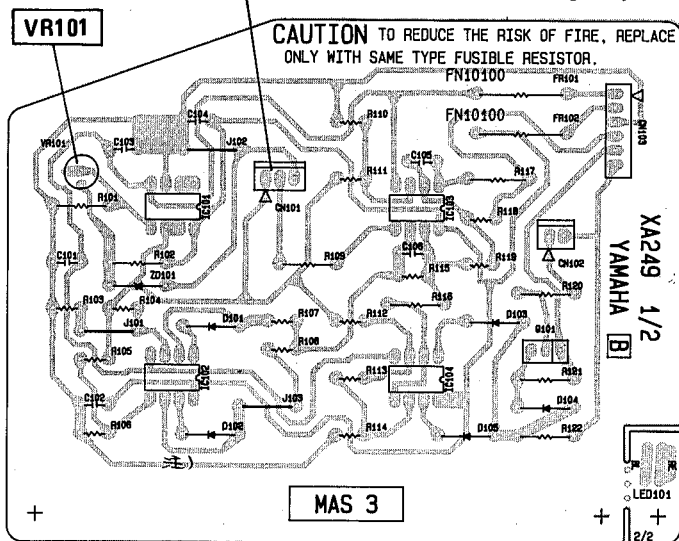 VR101
CAUTION TO REDUCE THE RISK OF FIRE, REPLACE
ONLY WITH SAME TYPE FUSIBLE RESISTOR.
FN10100
FR101
C104
R110
FN10100
FR102
CN103
VR101
C103
J102
R111
C105
R117
R101
IC101
CN101
IC103
R118
C101
R102
R109
C106
R119
CN102
ZD101
R115
R120
R103
R104
R116
J101
D101
R107
R112
D103
Q101
R105
R108
IC102
R113
IC104
R121
C102
J103
D104
R106
D102
R114
D105
R122
XA249 1/2
YAMAHA B
MAS 3
LED101
2/2